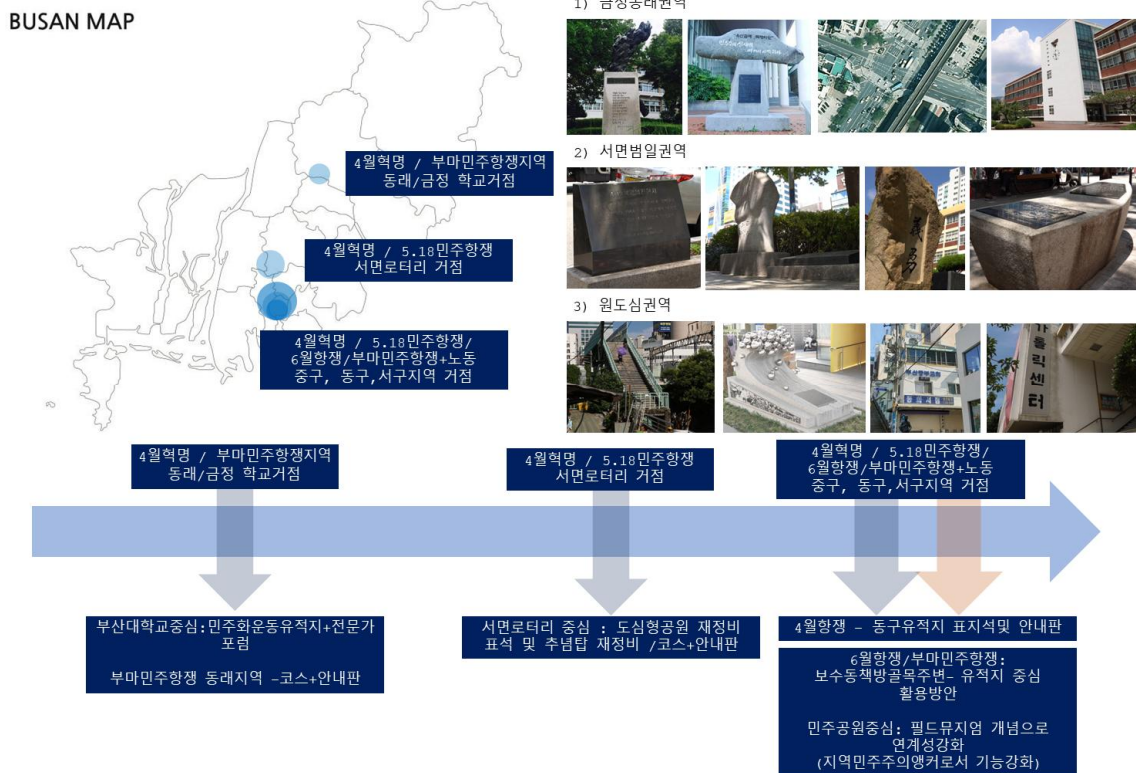 BUSAN MAP
1) 금정동래권역
4월혁명 / 부마민주항쟁지역
동래/금정 학교거점
4월혁명 / 5.18민주항쟁
서면로터리 거점
4월혁명 / 5.18민주항쟁/
6월항쟁/부마민주항쟁+노동
중구, 동구,서구지역 거점
2) 서면범일권역
義勇
3) 원도심권역
가톨릭센터
4월혁명 / 부마민주항쟁지역
동래/금정 학교거점
4월혁명 / 5.18민주항쟁
서면로터리 거점
4월혁명 / 5.18민주항쟁/
6월항쟁/부마민주항쟁+노동
중구, 동구,서구지역 거점
부산대학교중심:민주화운동유적지+전문가
포럼
부마민주항쟁 동래지역 –코스+안내판
서면로터리 중심 : 도심형공원 재정비
표석 및 추념탑 재정비 /코스+안내판
4월항쟁 – 동구유적지 표지석및 안내판
6월항쟁/부마민주항쟁:
보수동책방골목주변– 유적지 중심
활용방안
민주공원중심: 필드뮤지엄 개념으로
연계성강화
(지역민주주의앵커로서 기능강화)